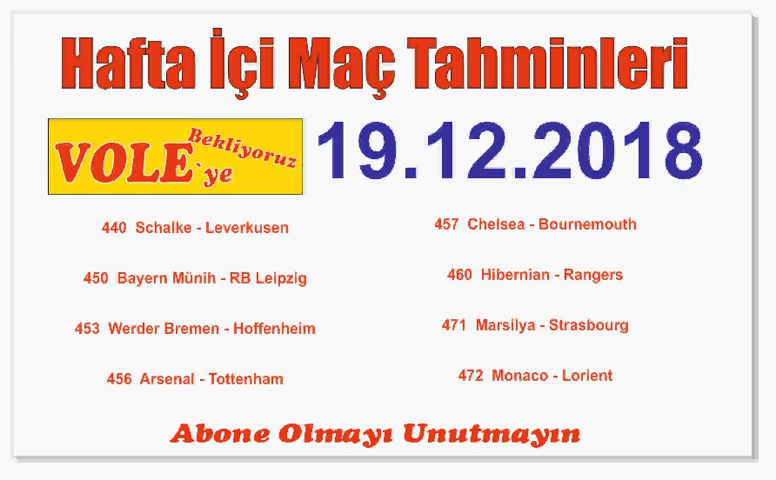 Hafta İçi Maç Tahminleri
VOLE`ye Bekliyoruz
19.12.2018
440 Schalke - Leverkusen
450 Bayern Münih - RB Leipzig
453 Werder Bremen - Hoffenheim
456 Arsenal - Tottenham
457 Chelsea - Bournemouth
460 Hibernian - Rangers
471 Marsilya - Strasbourg
472 Monaco - Lorient
Abone Olmayı Unutmayın